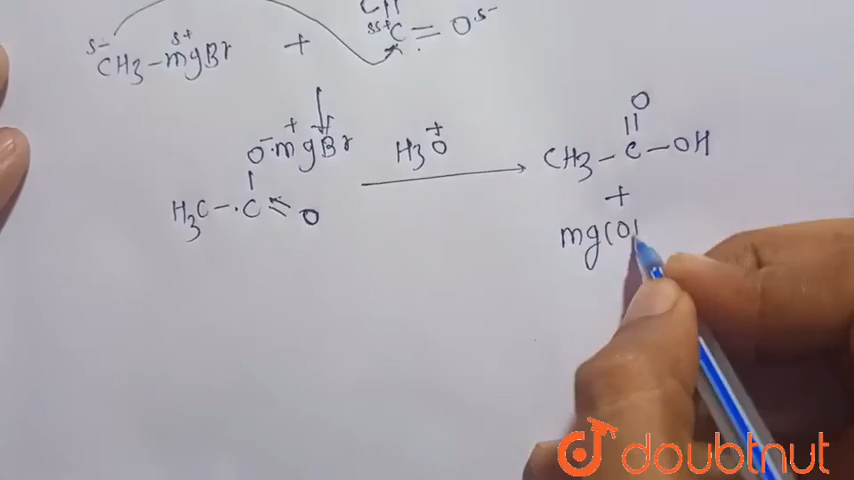 δ- δ+ δδ+ δ-
CH3-mgBr + C=O
O- +mgBr H3O+ O
H3C-C=O CH3-C-OH
+
mg(O
doubtnut